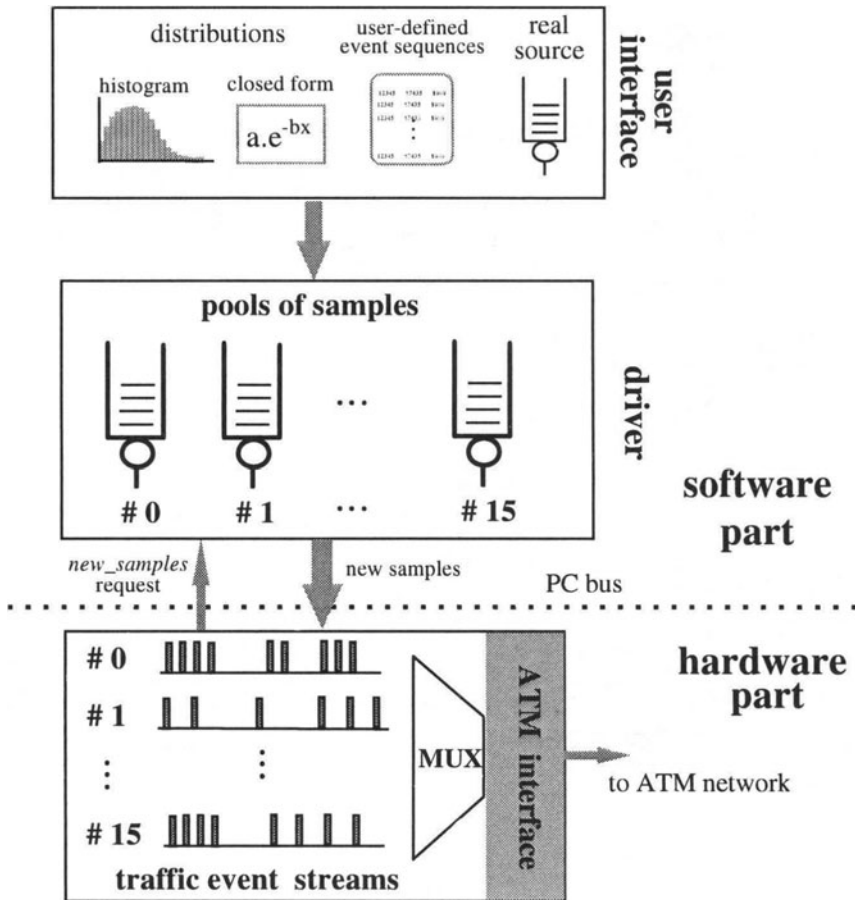 distributions
user-defined
event sequences
real
source
user
interface
histogram
closed form
a.e-bx
pools of samples
...
# 0
# 1
...
# 15
driver
software
part
new_samples
request
new samples
PC bus
# 0
# 1
# 15
MUX
ATM interface
traffic event streams
hardware
part
to ATM network